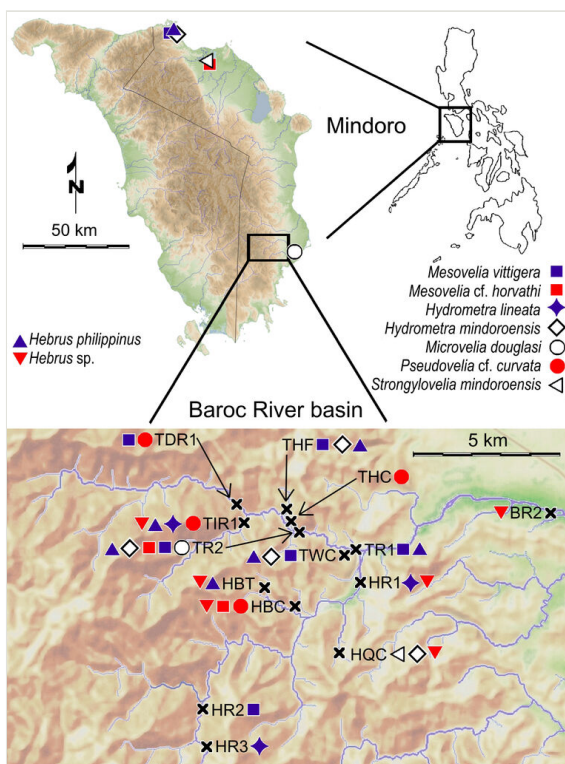 Mindoro
N
50 km
Mesovelia vittigera
Mesovelia cf. horvathi
Hydrometra lineata
Hydrometra mindoroensis
Microvelia douglasi
Pseudovelia cf. curvata
Strongylovelia mindoroensis
Hebrus philippinus
Hebrus sp.
Baroc River basin
5 km
TDR1
THF
THC
BR2
TIR1
TR2
TWC
TR1
HBT
HR1
HBC
HQC
HR2
HR3